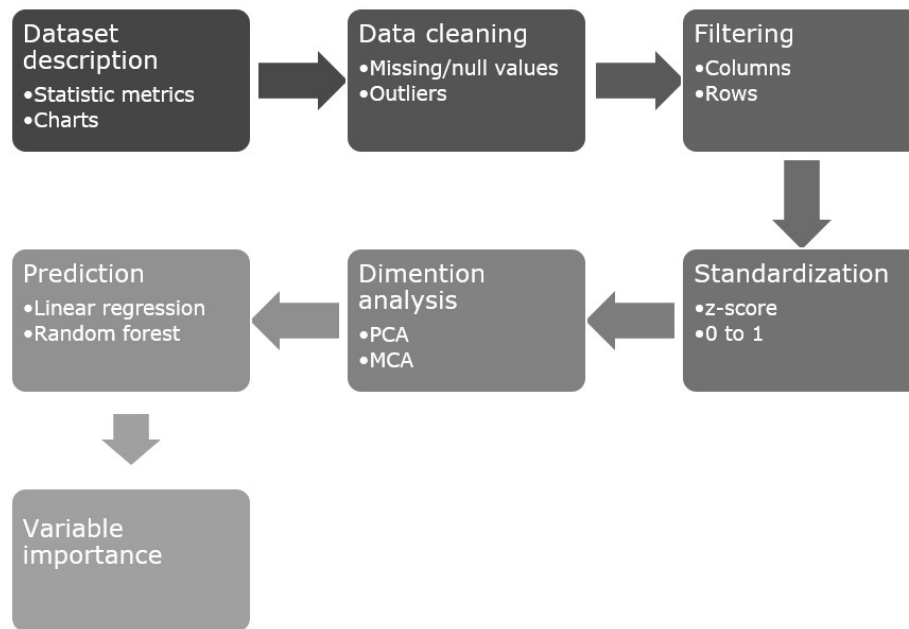 Dataset
description
•Statistic metrics
•Charts
Data cleaning
•Missing/null values
•Outliers
Filtering
•Columns
•Rows
Standardization
•z-score
•0 to 1
Dimention
analysis
•PCA
•MCA
Prediction
•Linear regression
•Random forest
Variable
importance